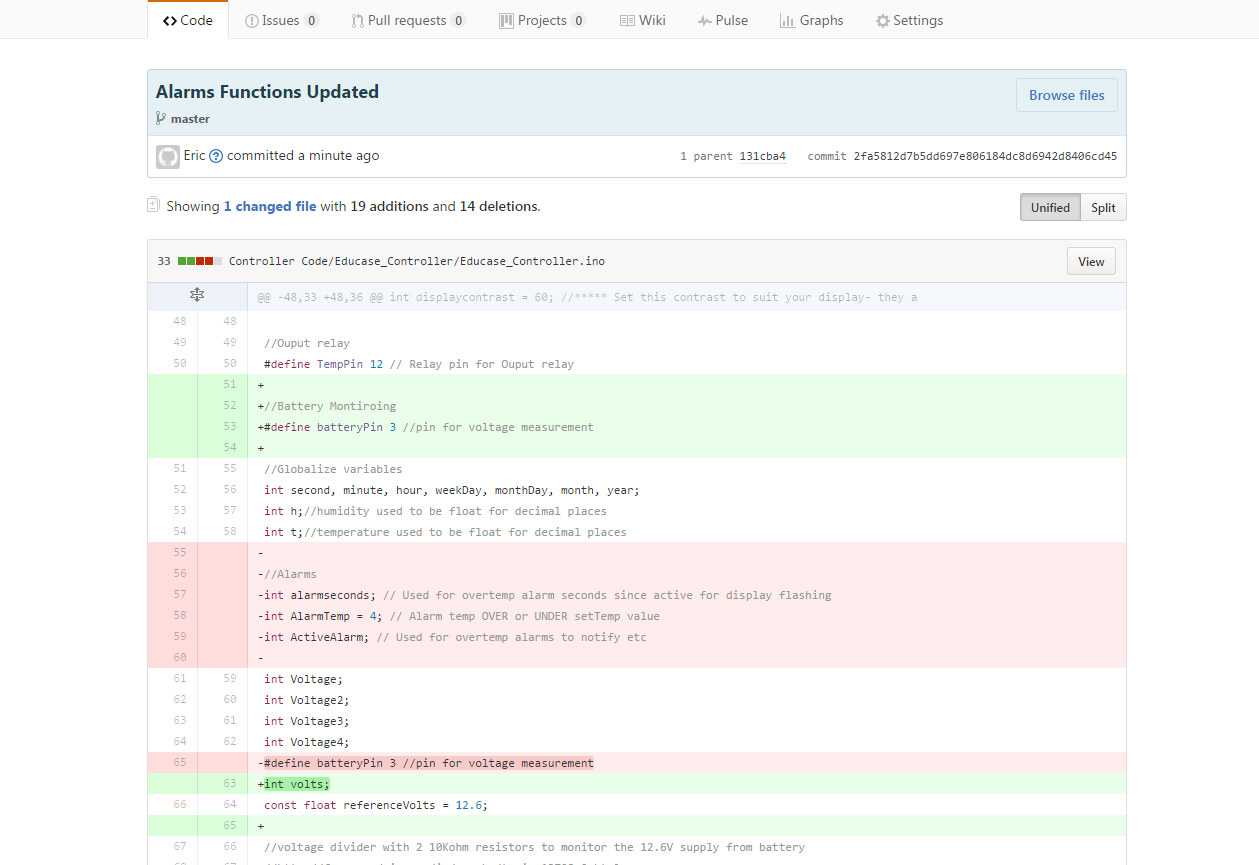 Code Issues 0 Pull requests 0 Projects 0 Wiki Pulse Graphs Settings
Alarms Functions Updated
Browse files
master
Eric ? committed a minute ago 1 parent 131cba4 commit 2fa5812d7b5dd697e806184dc8d6942d8406cd45
Showing 1 changed file with 19 additions and 14 deletions.
Unified Split
33 Controller Code/Educase_Controller/Educase_Controller.ino View
@@ -48,33 +48,36 @@ int displaycontrast = 60; //***** Set this contrast to suit your display- they a
48 48
49 49 //Ouput relay
50 50 #define TempPin 12 // Relay pin for Ouput relay
51 +
52 +//Battery Montiroing
53 +#define batteryPin 3 //pin for voltage measurement
54 +
51 55 //Globalize variables
52 56 int second, minute, hour, weekDay, monthDay, month, year;
53 57 int h;//humidity used to be float for decimal places
54 58 int t;//temperature used to be float for decimal places
55 -
56 -//Alarms
57 -int alarmseconds; // Used for overtemp alarm seconds since active for display flashing
58 -int AlarmTemp = 4; // Alarm temp OVER or UNDER setTemp value
59 -int ActiveAlarm; // Used for overtemp alarms to notify etc
60 -
61 59 int Voltage;
62 60 int Voltage2;
63 61 int Voltage3;
64 62 int Voltage4;
65 -#define batteryPin 3 //pin for voltage measurement
63 +int volts;
66 64 const float referenceVolts = 12.6;
65 +
67 66 //voltage divider with 2 10Kohm resistors to monitor the 12.6V supply from battery